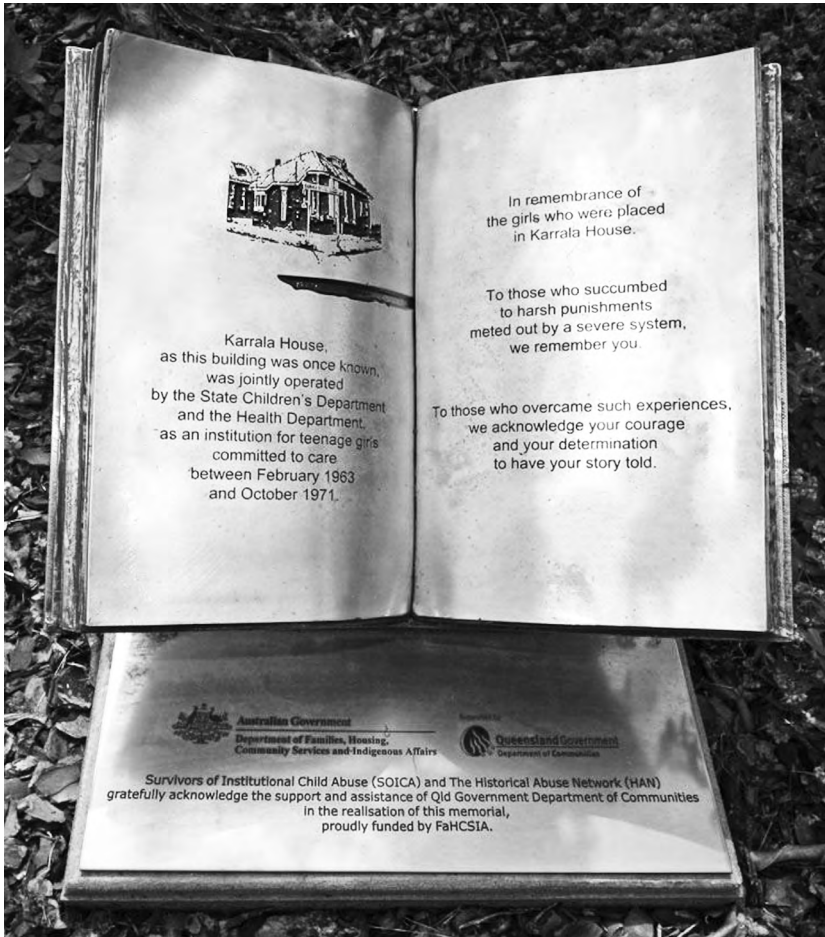 Karrala House,
as this building was once known,
was jointly operated
by the State Children's Department
and the Health Department,
as an institution for teenage girls
committed to care
between February 1963
and October 1971.
In remembrance of
the girls who were placed
in Karrala House.
To those who succumbed
to harsh punishments
meted out by a severe system,
we remember you.
To those who overcame such experiences,
we acknowledge your courage
and your determination
to have your story told.
Australian Government
Department of Families, Housing,
Community Services and Indigenous Affairs
Supported by
Queensland Government
Department of Communities
Survivors of Institutional Child Abuse (SOICA) and The Historical Abuse Network (HAN)
gratefully acknowledge the support and assistance of Qld Government Department of Communities
in the realisation of this memorial,
proudly funded by FaHCSIA.